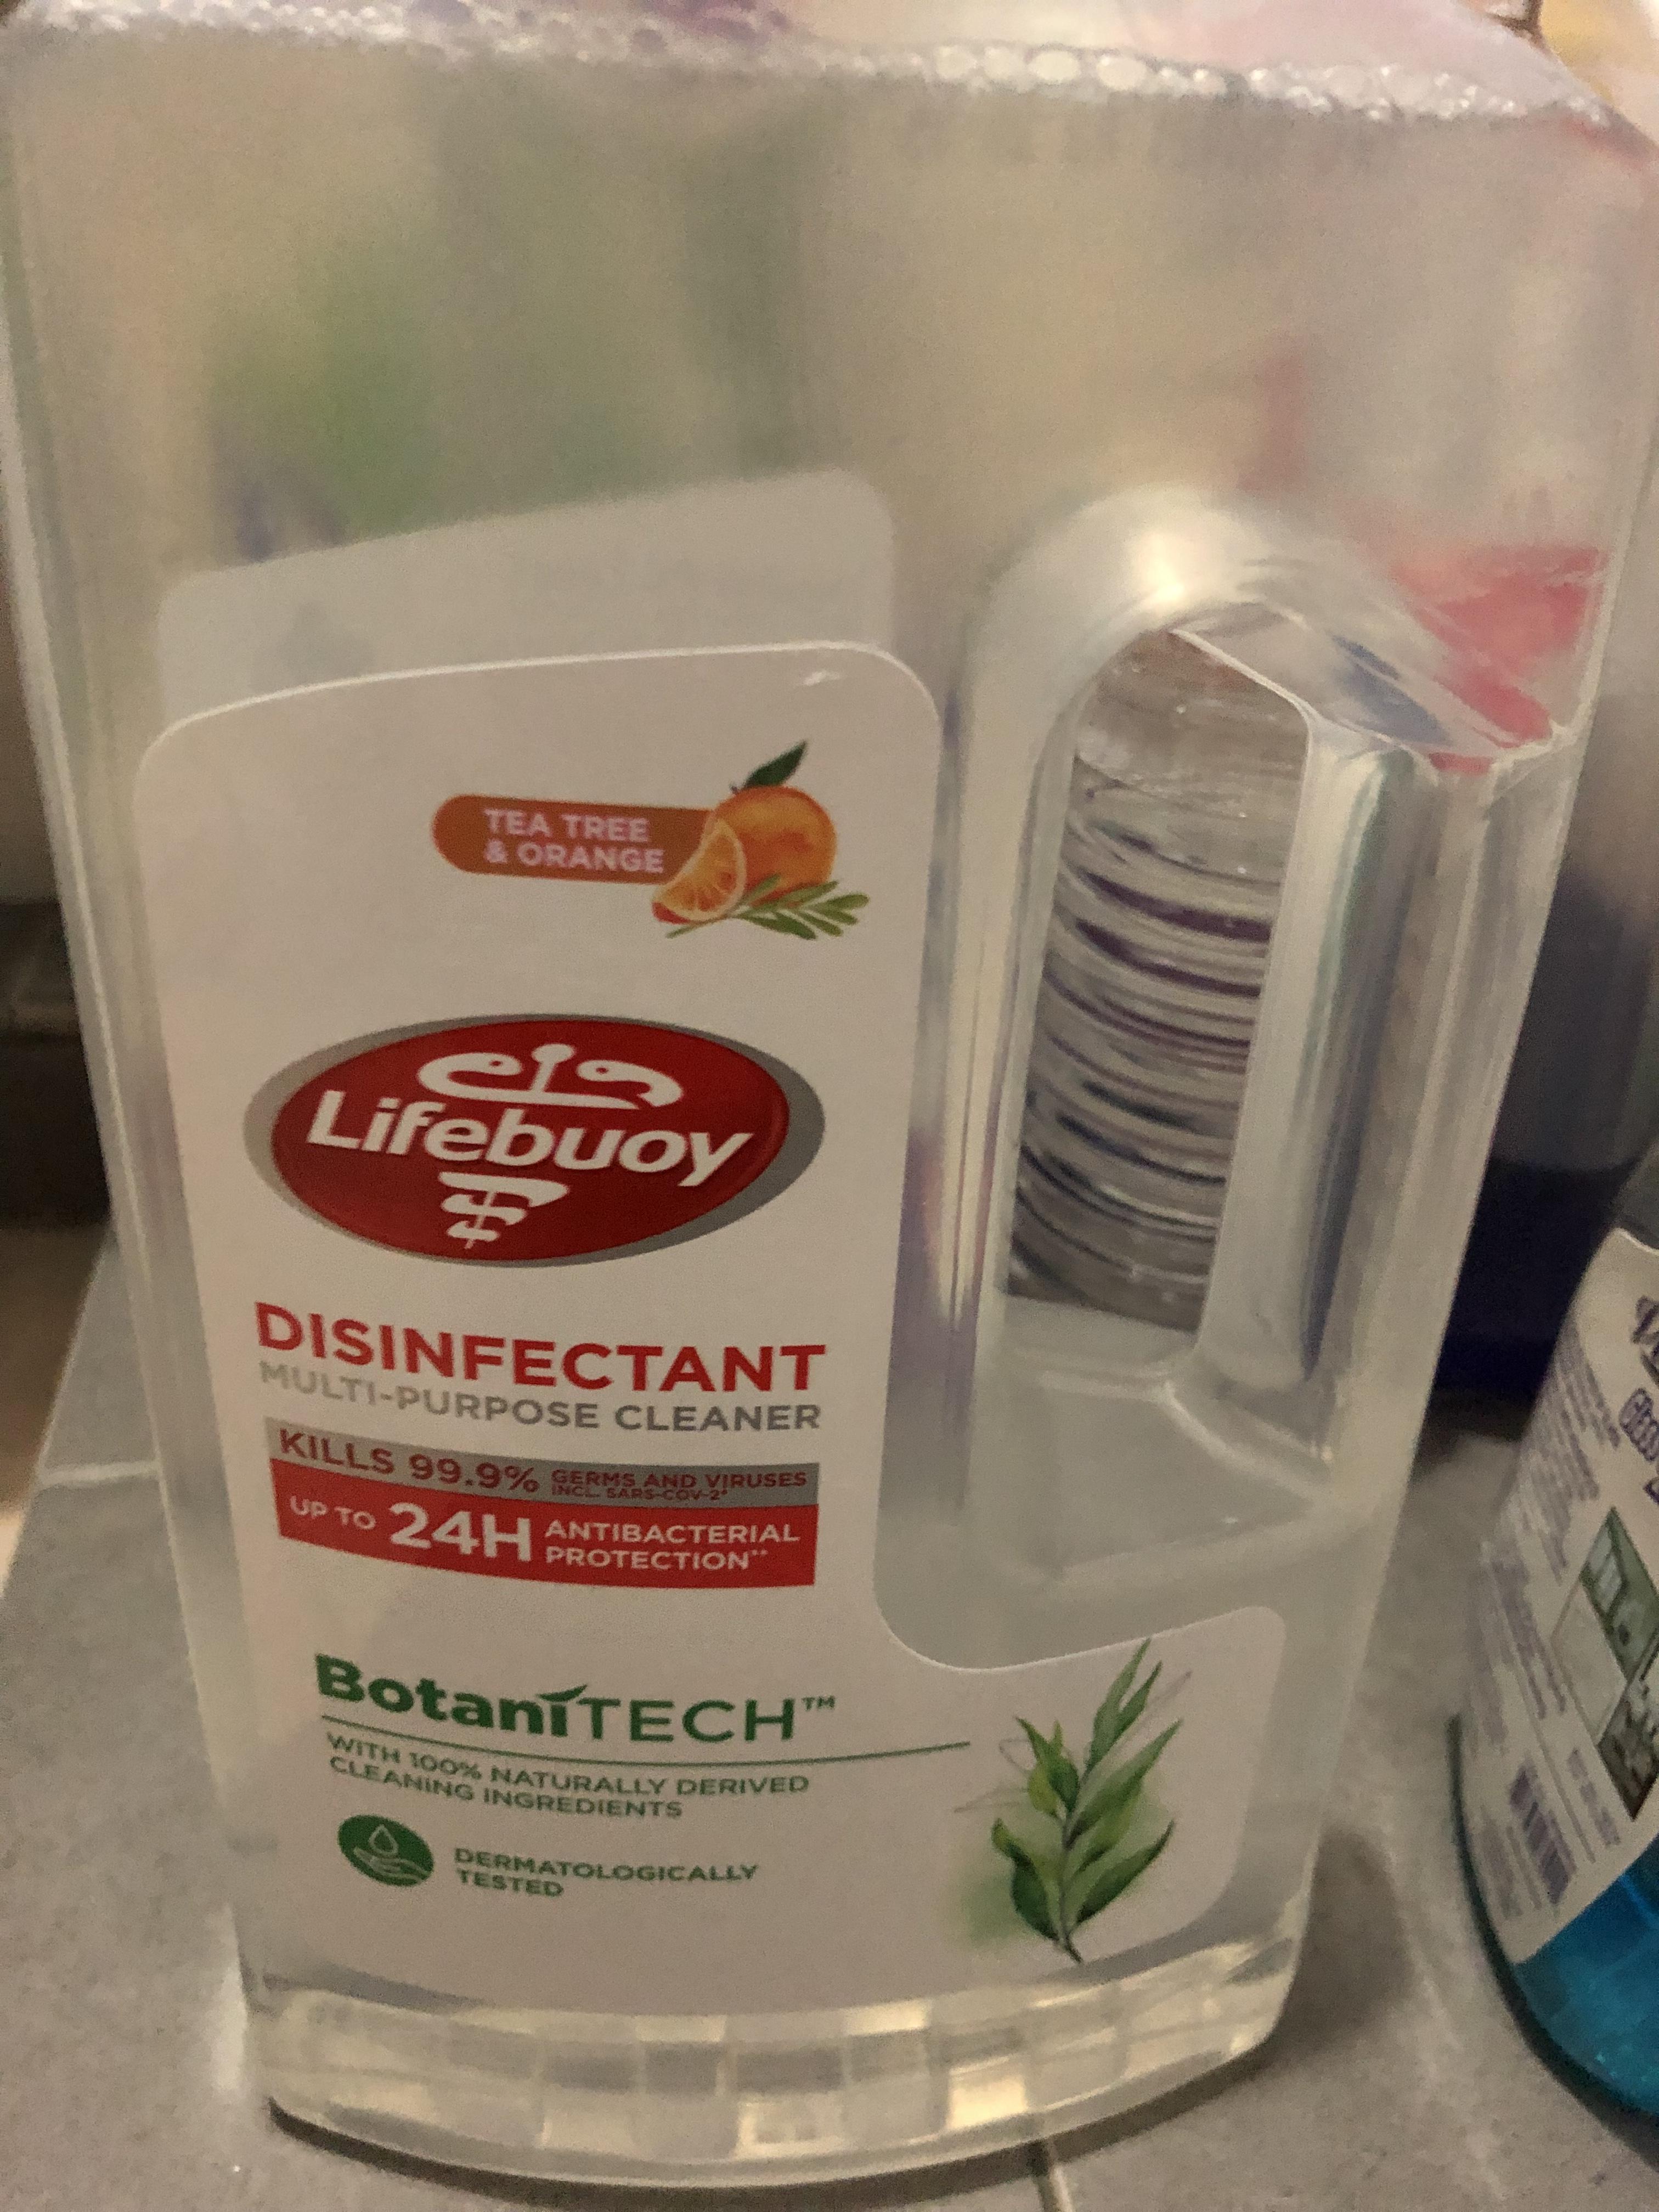 TEA TREE
& ORANGE
Lifebuoy
DISINFECTANT
MULTI-PURPOSE CLEANER
KILLS 99.9% GERMS AND VIRUSES
INCL. SARS-COV-2*
UP TO 24H ANTIBACTERIAL
PROTECTION**
BotaniTECH™
WITH 100% NATURALLY DERIVED
CLEANING INGREDIENTS
DERMATOLOGICALLY
TESTED